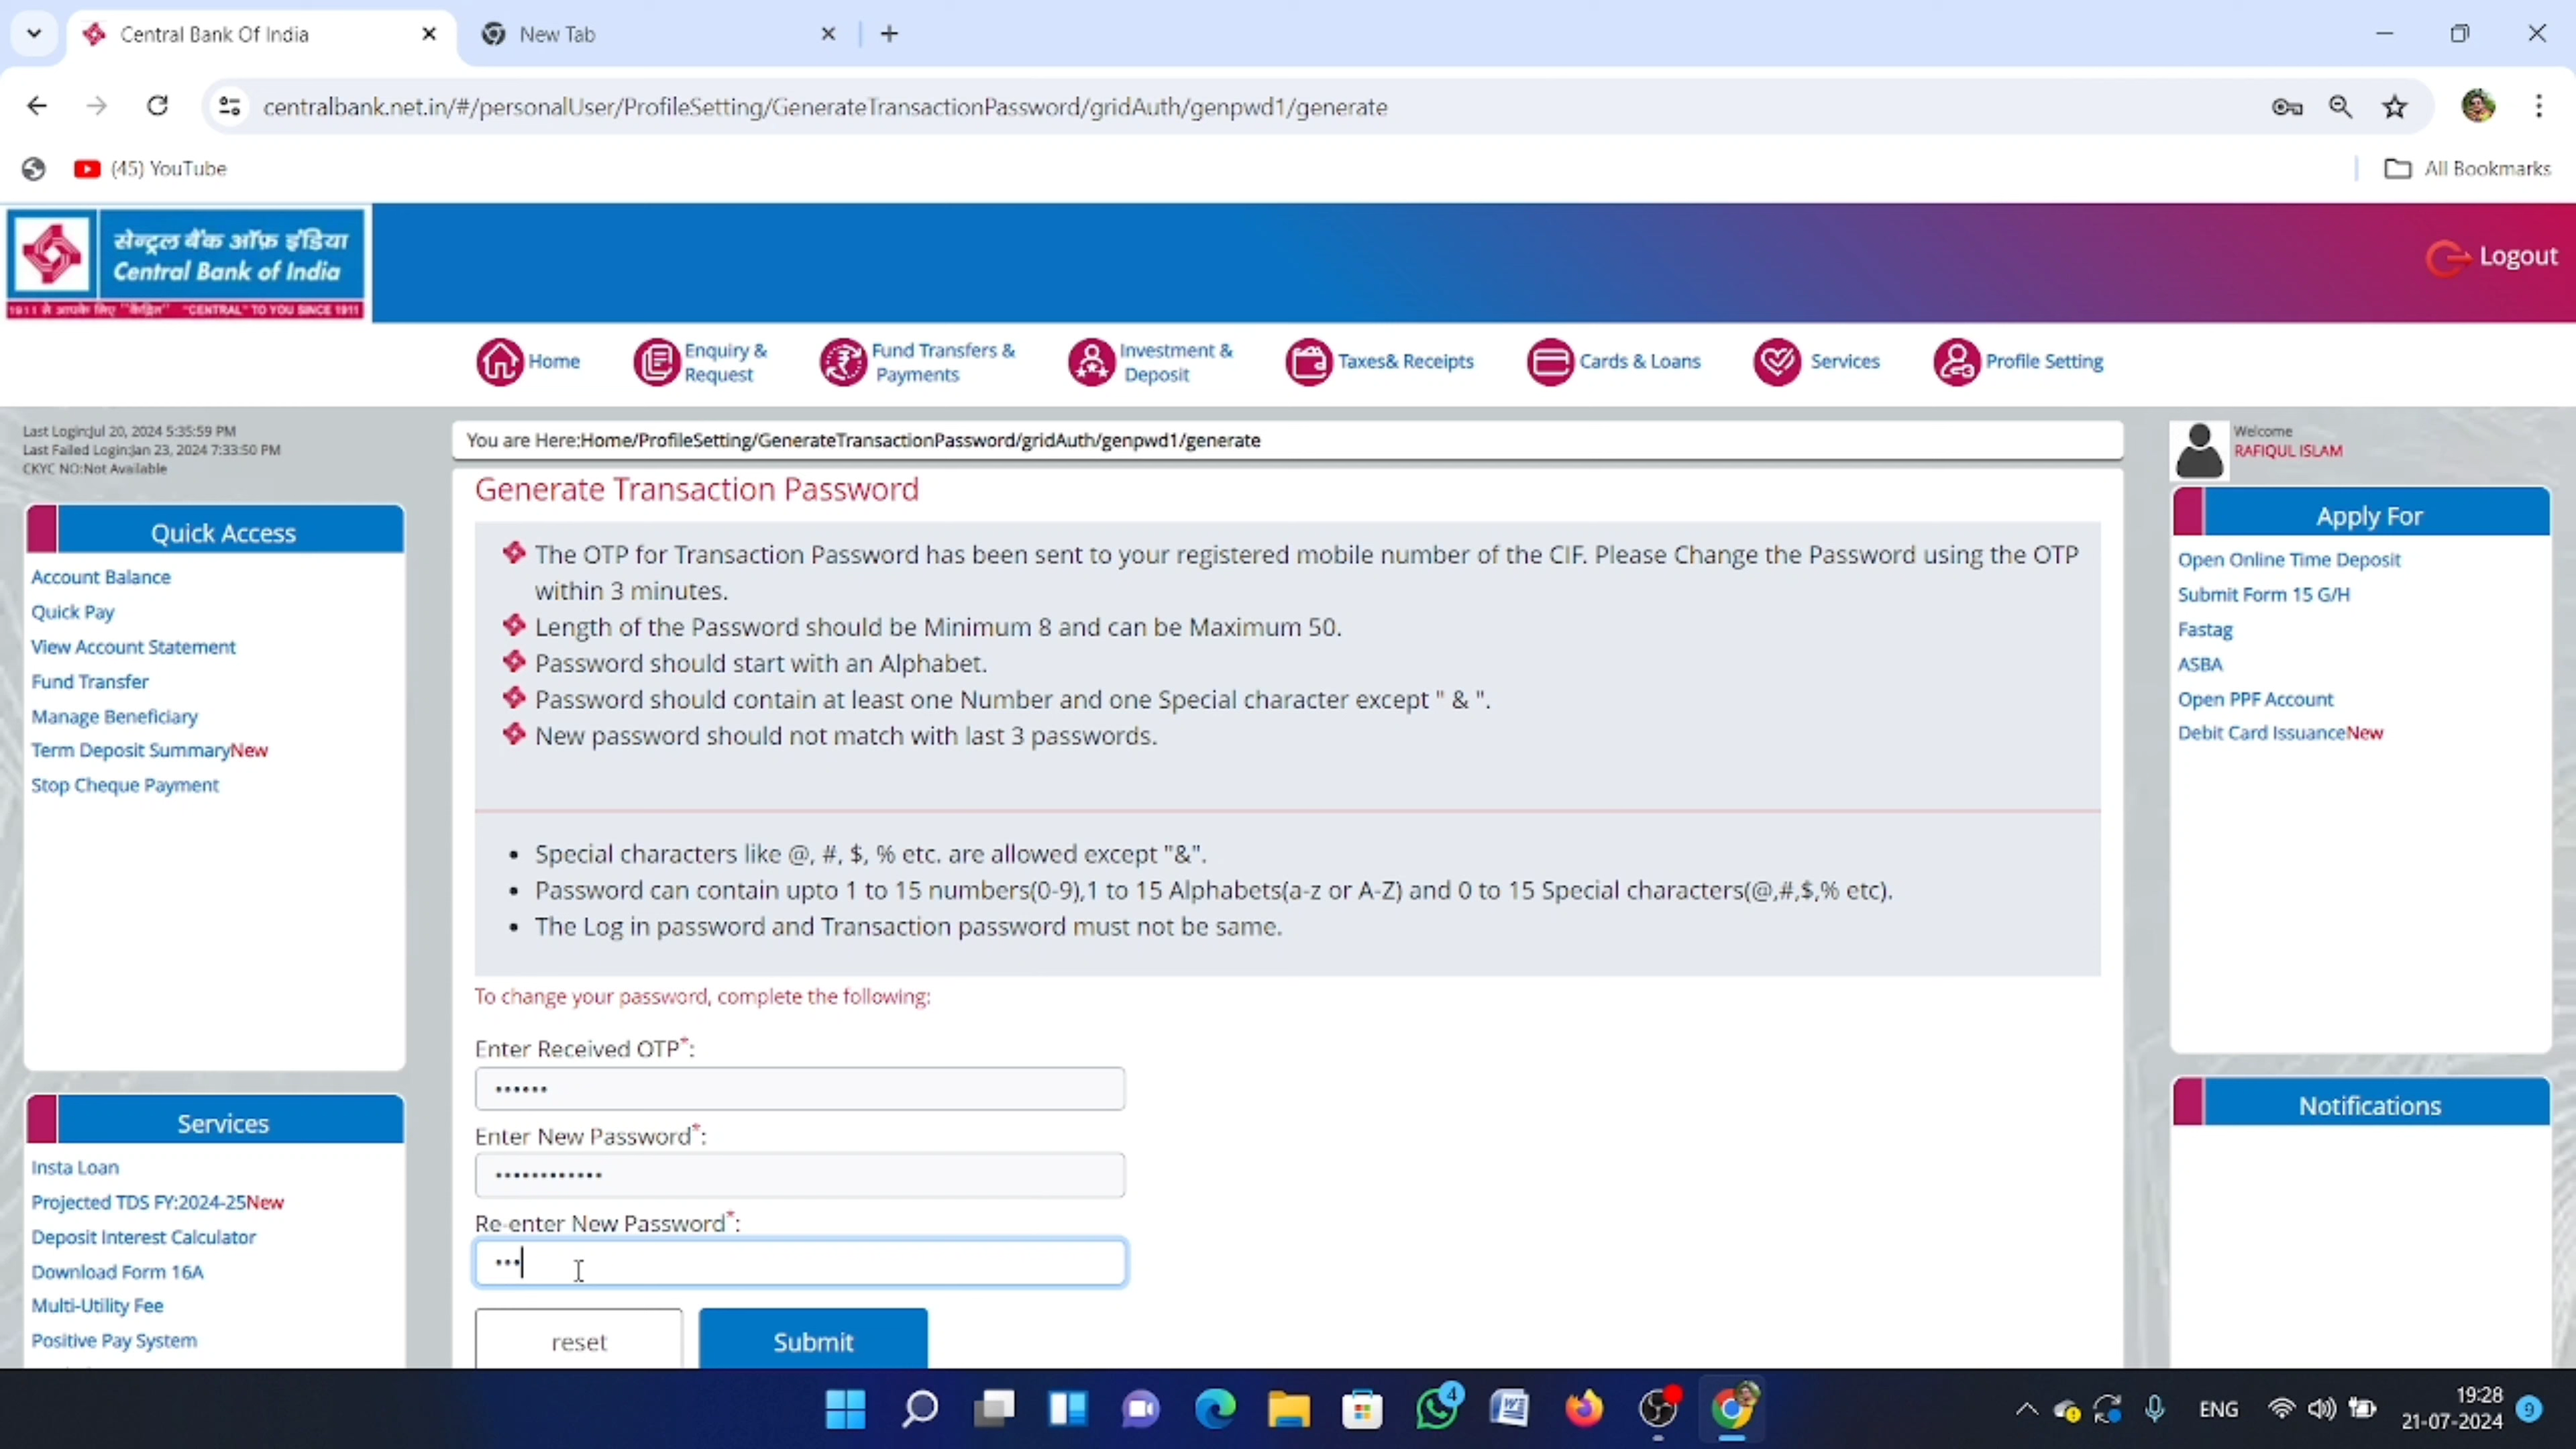 Central Bank Of India
New Tab
centralbank.net.in/#/personalUser/ProfileSetting/GenerateTransactionPassword/gridAuth/genpwd1/generate
(45) YouTube
All Bookmarks
सेन्ट्रल बैंक ऑफ़ इंडिया
Central Bank of India
1911 से आपके लिए "केंद्रित" "CENTRAL" TO YOU SINCE 1911
Logout
Home
Enquiry &
Request
Fund Transfers &
Payments
Investment &
Deposit
Taxes& Receipts
Cards & Loans
Services
Profile Setting
Last Login:Jul 20, 2024 5:35:59 PM
Last Failed Login:Jan 23, 2024 7:33:50 PM
CKYC NO:Not Available
You are Here:Home/ProfileSetting/GenerateTransactionPassword/gridAuth/genpwd1/generate
Welcome
RAFIQUL ISLAM
Quick Access
Account Balance
Quick Pay
View Account Statement
Fund Transfer
Manage Beneficiary
Term Deposit SummaryNew
Stop Cheque Payment
Services
Insta Loan
Projected TDS FY:2024-25New
Deposit Interest Calculator
Download Form 16A
Multi-Utility Fee
Positive Pay System
Generate Transaction Password
The OTP for Transaction Password has been sent to your registered mobile number of the CIF. Please Change the Password using the OTP
within 3 minutes.
Length of the Password should be Minimum 8 and can be Maximum 50.
Password should start with an Alphabet.
Password should contain at least one Number and one Special character except " & ".
New password should not match with last 3 passwords.
Special characters like @, #, $, % etc. are allowed except "&".
Password can contain upto 1 to 15 numbers(0-9),1 to 15 Alphabets(a-z or A-Z) and 0 to 15 Special characters(@,#,$,% etc).
The Log in password and Transaction password must not be same.
To change your password, complete the following:
Enter Received OTP*:
••••••
Enter New Password*:
••••••••••••
Re-enter New Password*:
•••
reset
Submit
Apply For
Open Online Time Deposit
Submit Form 15 G/H
Fastag
ASBA
Open PPF Account
Debit Card IssuanceNew
Notifications
4
ENG
19:28
21-07-2024
9